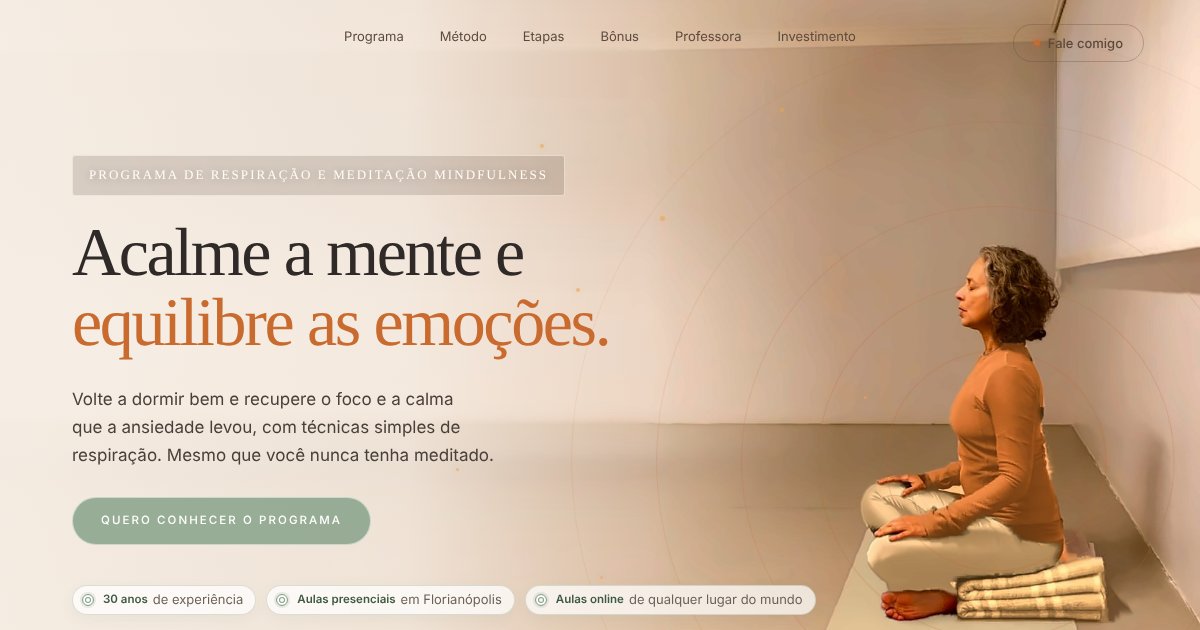 Programa Método Etapas Bônus Professora Investimento
Fale comigo
PROGRAMA DE RESPIRAÇÃO E MEDITAÇÃO MINDFULNESS
Acalme a mente e
equilibre as emoções.
Volte a dormir bem e recupere o foco e a calma
que a ansiedade levou, com técnicas simples de
respiração. Mesmo que você nunca tenha meditado.
QUERO CONHECER O PROGRAMA
30 anos de experiência
Aulas presenciais em Florianópolis
Aulas online de qualquer lugar do mundo